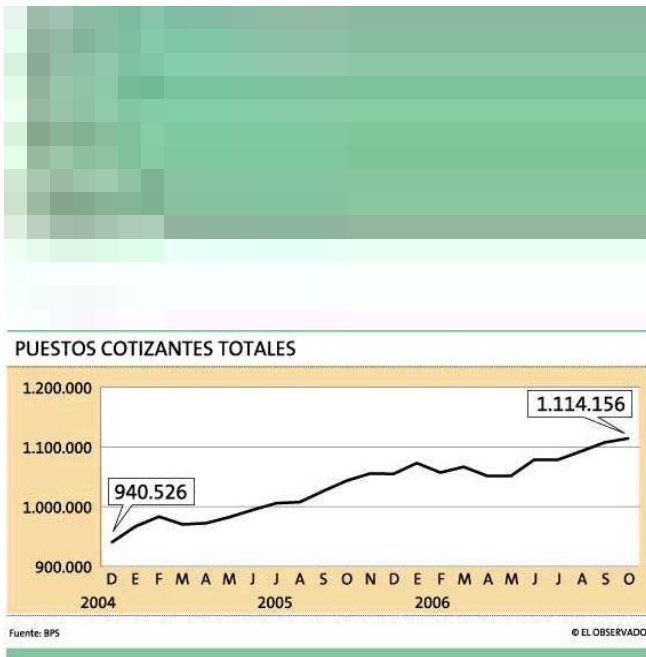 PUESTOS COTIZANTES TOTALES
1.200.000
1.114.156
1.100.000
940.526
1.000.000
900.000
D E F M A M J J A S O N D E F M A M J J A S O
2004 2005 2006
Fuente: BPS © EL OBSERVADO